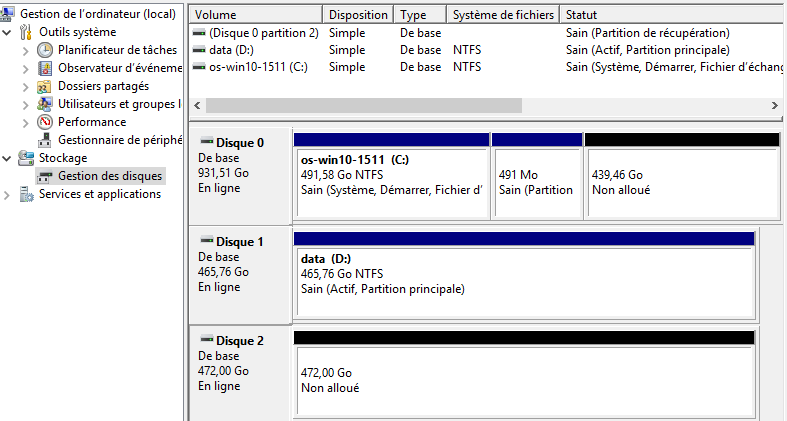 Gestion de l'ordinateur (local)
Outils système
Planificateur de tâches
Observateur d'événeme
Dossiers partagés
Utilisateurs et groupes l
Performance
Gestionnaire de périphé
Stockage
Gestion des disques
Services et applications
Volume Disposition Type Système de fichiers Statut
(Disque 0 partition 2) Simple De base Sain (Partition de récupération)
data (D:) Simple De base NTFS Sain (Actif, Partition principale)
os-win10-1511 (C:) Simple De base NTFS Sain (Système, Démarrer, Fichier d'échang
Disque 0
De base
931,51 Go
En ligne
os-win10-1511 (C:)
491,58 Go NTFS
Sain (Système, Démarrer, Fichier d'
491 Mo
Sain (Partition
439,46 Go
Non alloué
Disque 1
De base
465,76 Go
En ligne
data (D:)
465,76 Go NTFS
Sain (Actif, Partition principale)
Disque 2
De base
472,00 Go
En ligne
472,00 Go
Non alloué